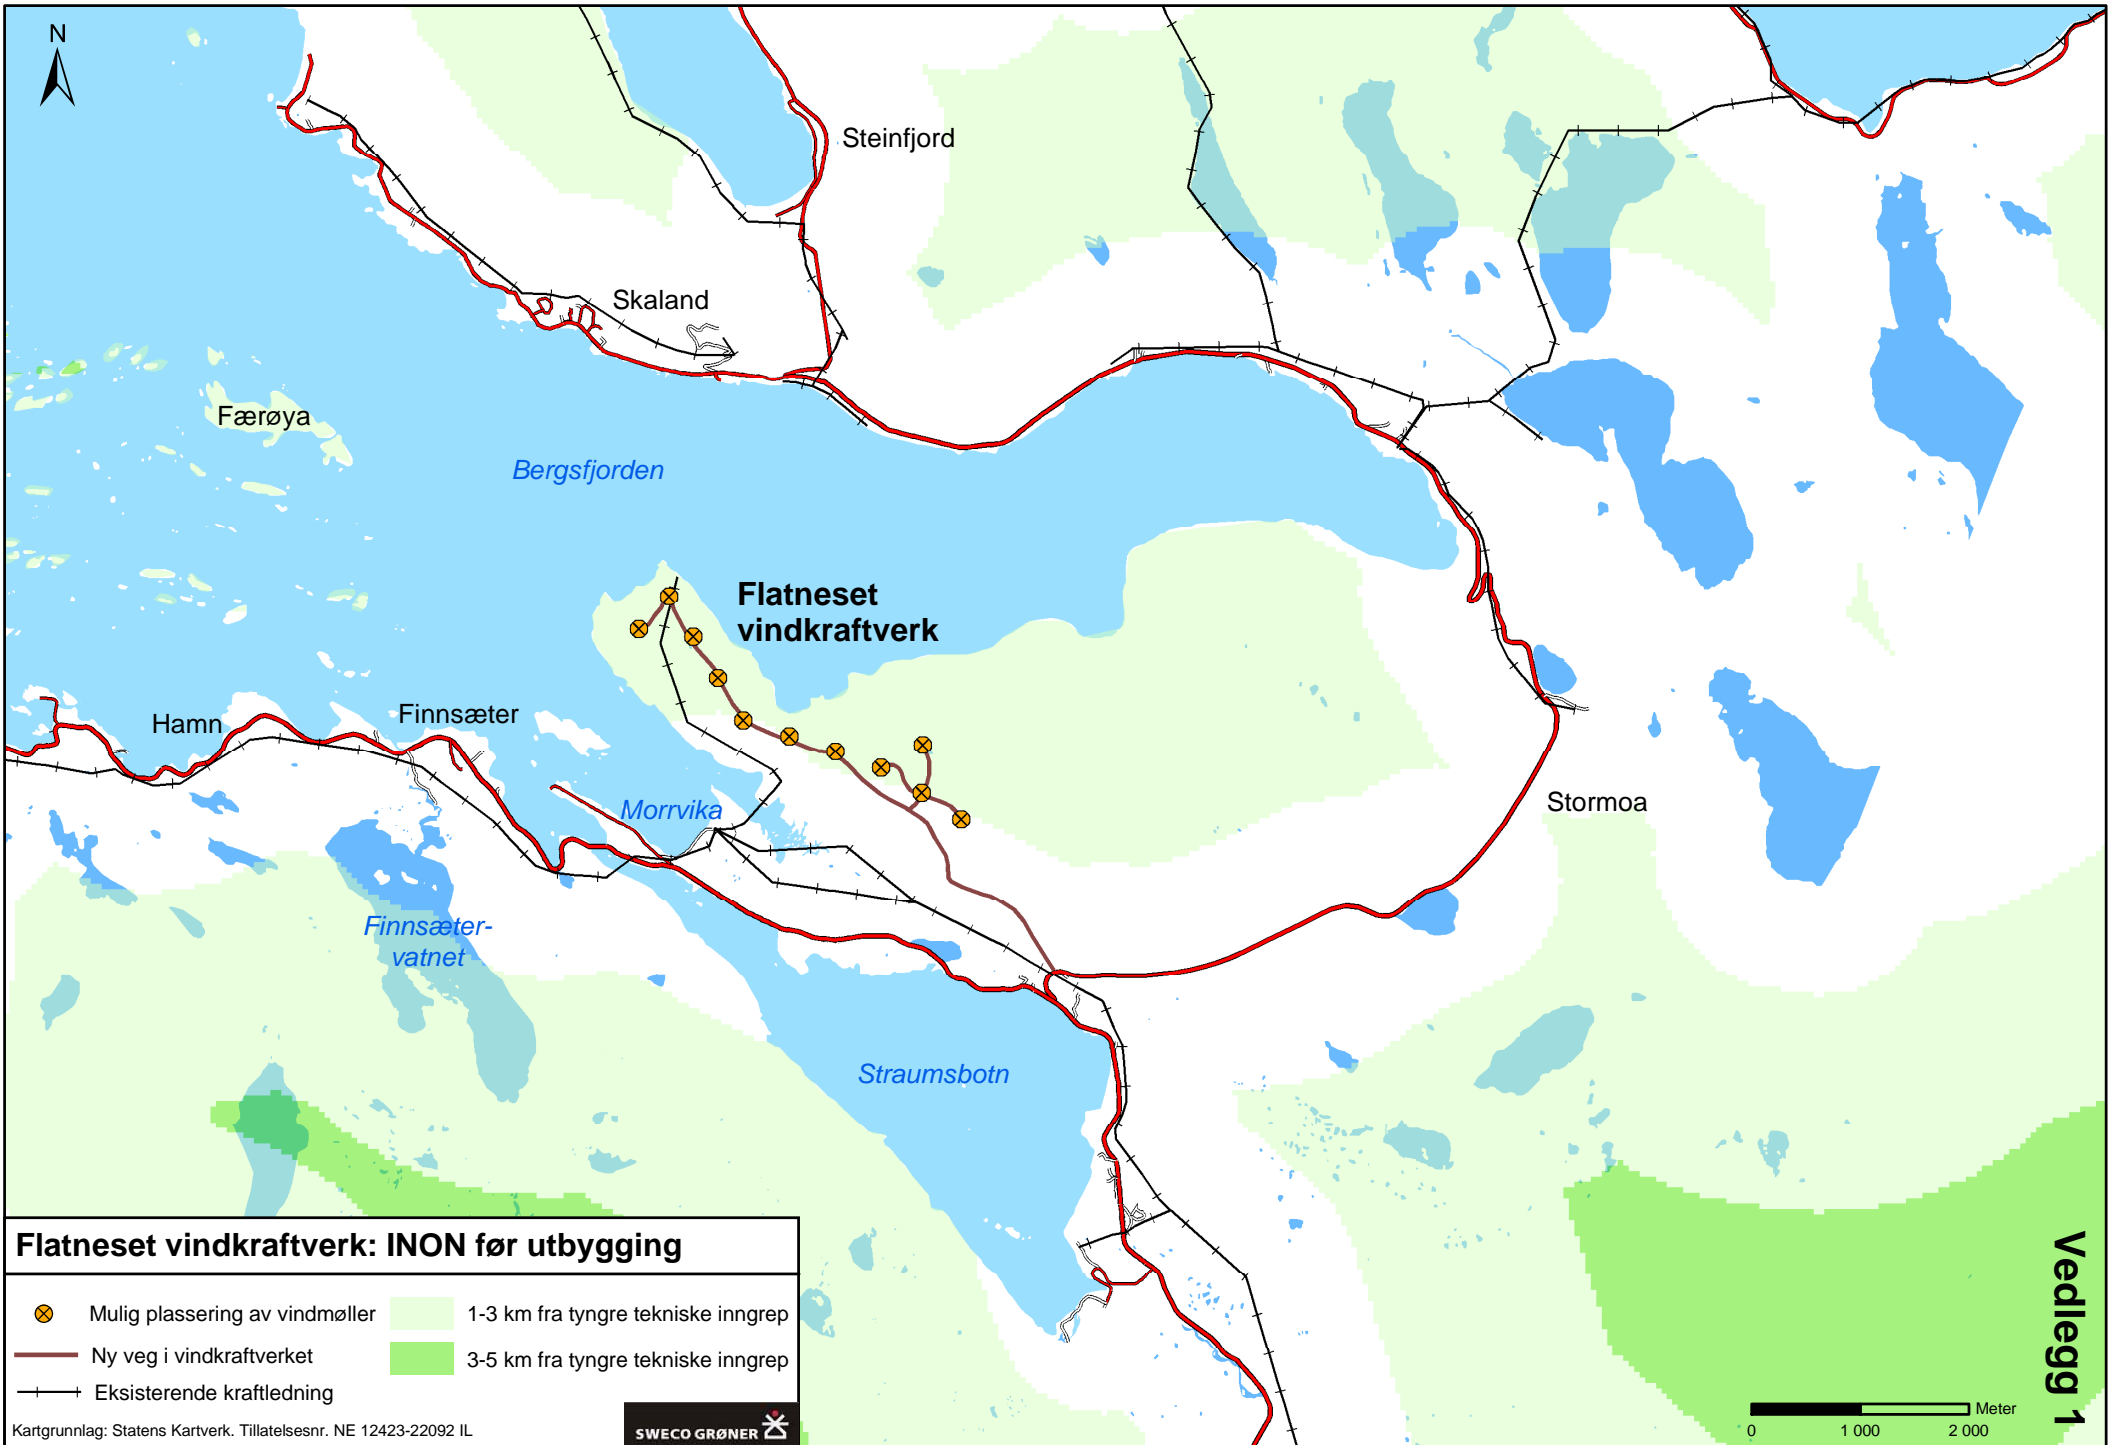 N
Steinfjord
Skaland
Færøya
Bergsfjorden
Flatneset
vindkraftverk
Hamn
Finnsæter
Morrvika
Stormoa
Finnsæter-
vatnet
Straumsbotn
Flatneset vindkraftverk: INON før utbygging
Mulig plassering av vindmøller
1-3 km fra tyngre tekniske inngrep
Ny veg i vindkraftverket
3-5 km fra tyngre tekniske inngrep
Eksisterende kraftledning
Kartgrunnlag: Statens Kartverk. Tillatelsesnr. NE 12423-22092 IL
SWECO GRØNER
Vedlegg 1
Meter
0 1 000 2 000